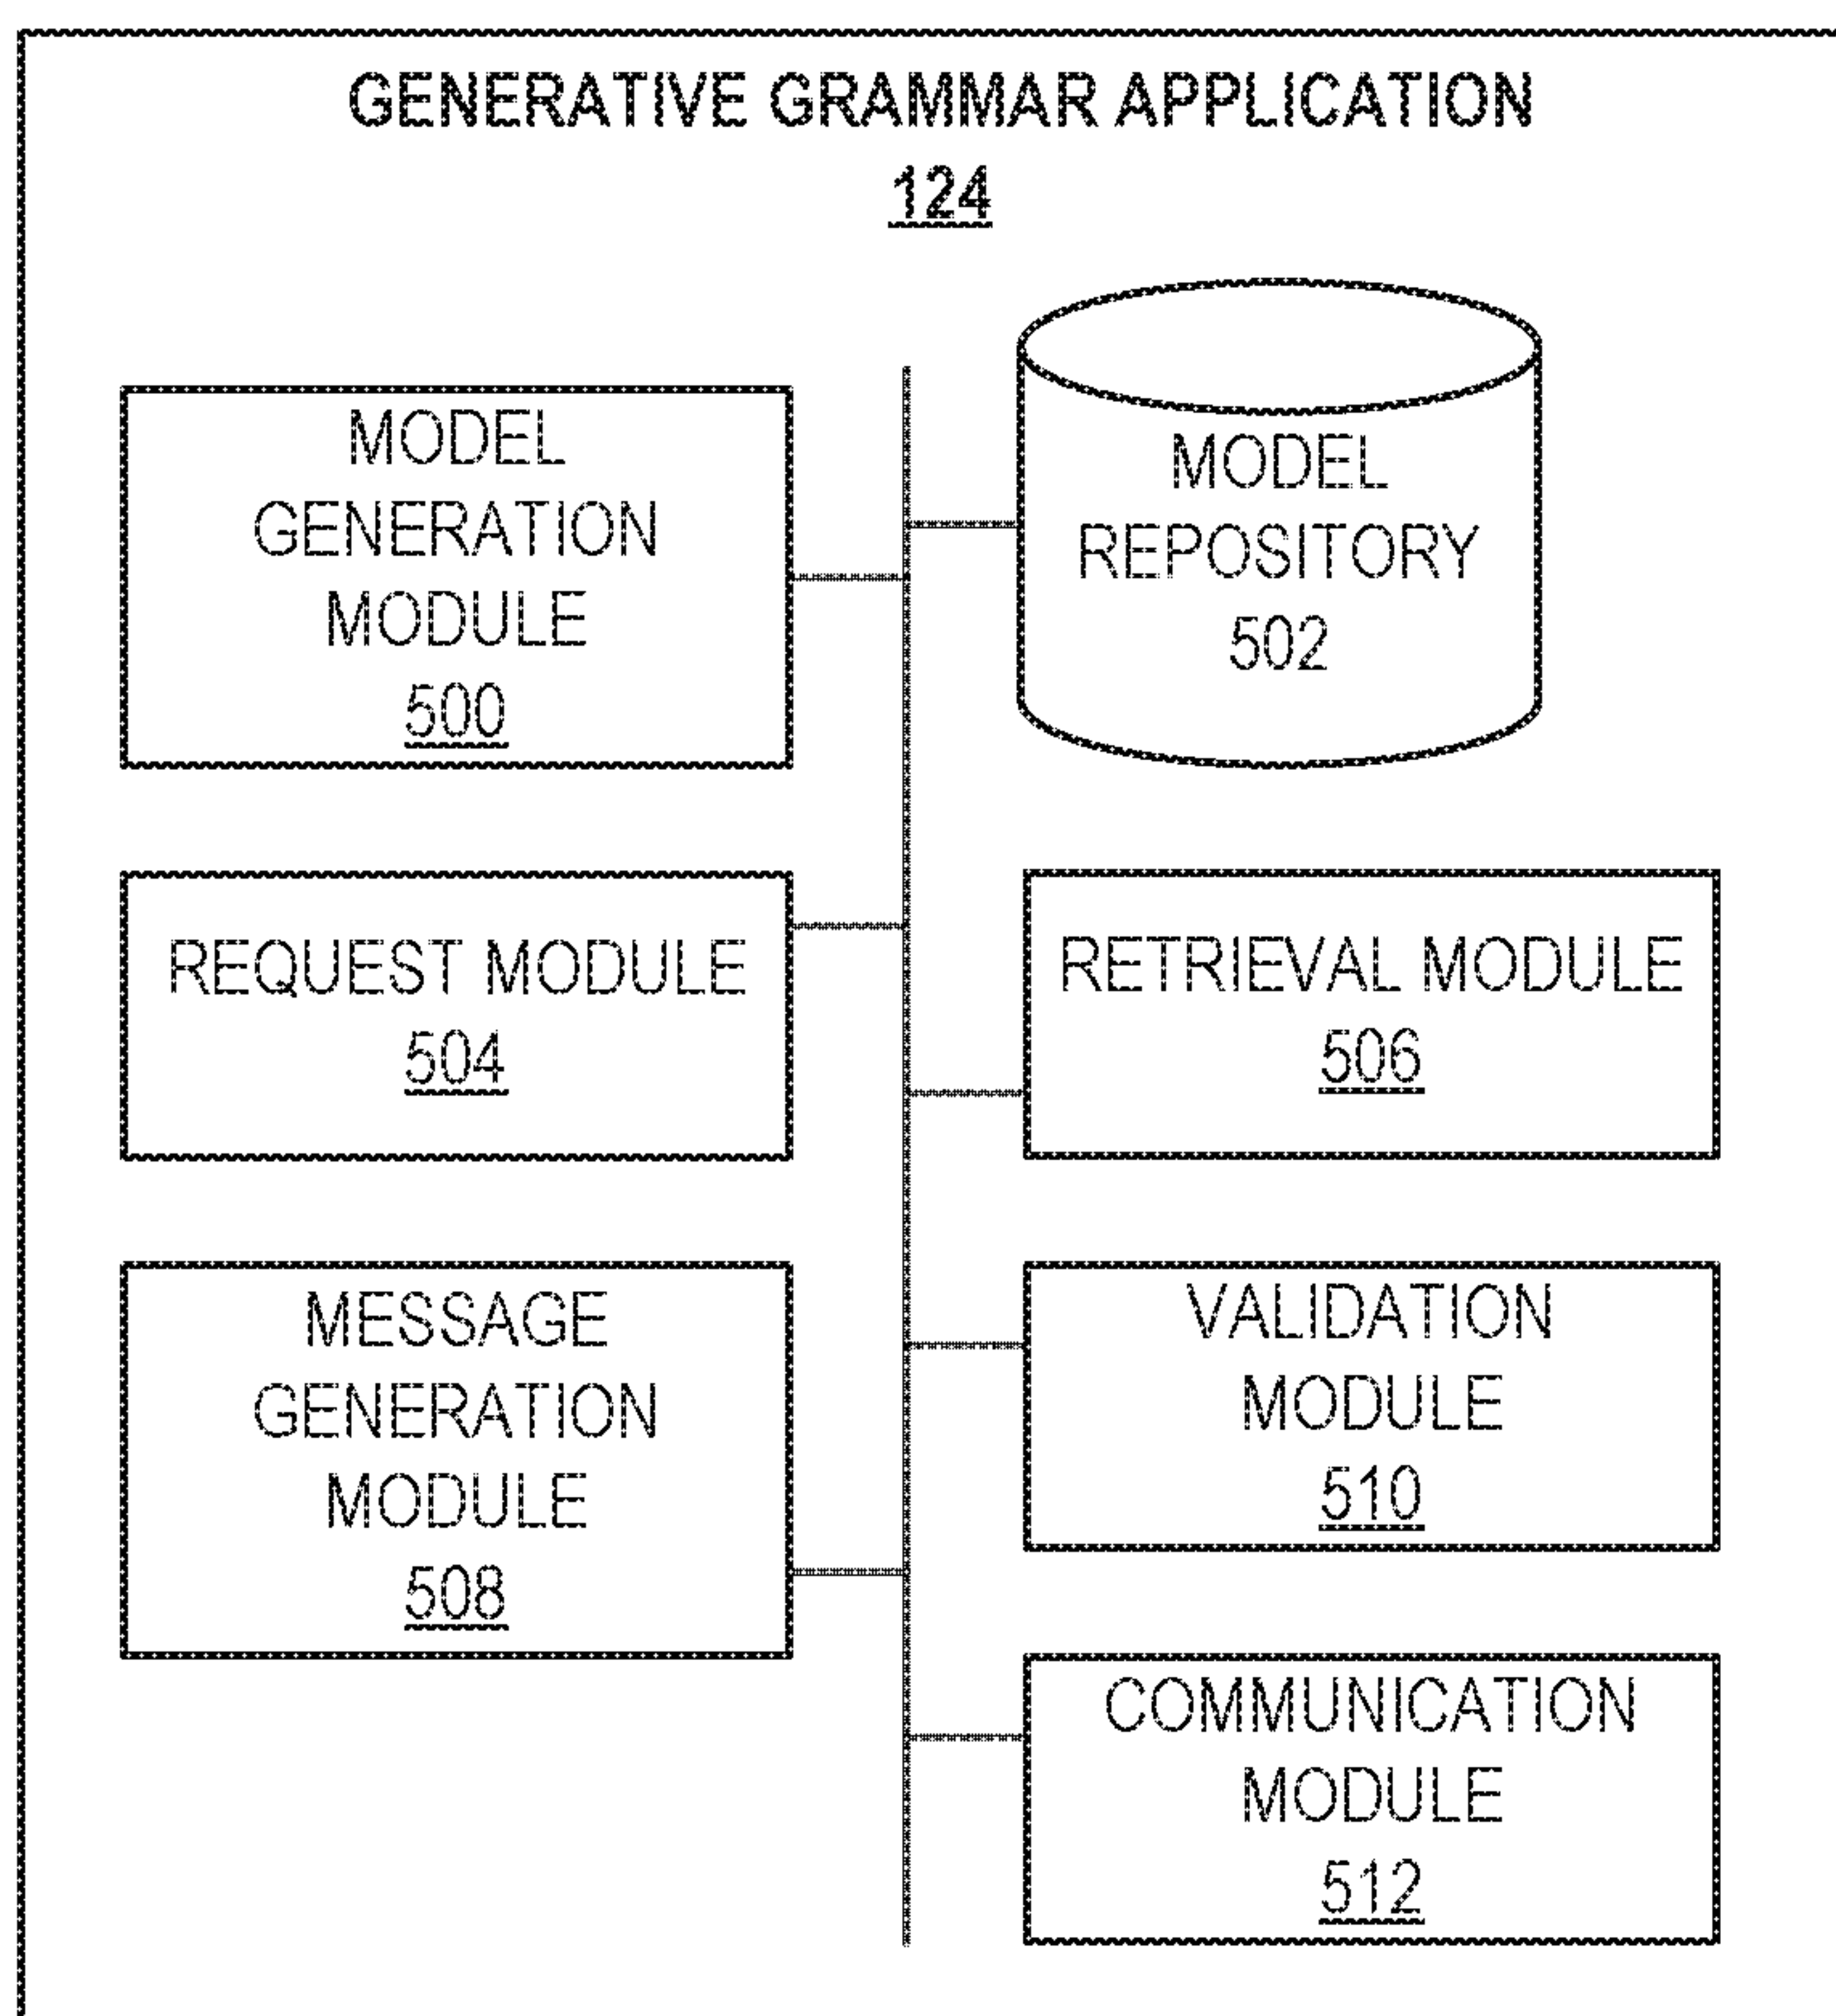 GENERATIVE GRAMMAR APPLICATION
124
MODEL
GENERATION
MODULE
500
MODEL
REPOSITORY
502
REQUEST MODULE
504
RETRIEVAL MODULE
506
MESSAGE
GENERATION
MODULE
508
VALIDATION
MODULE
510
COMMUNICATION
MODULE
512